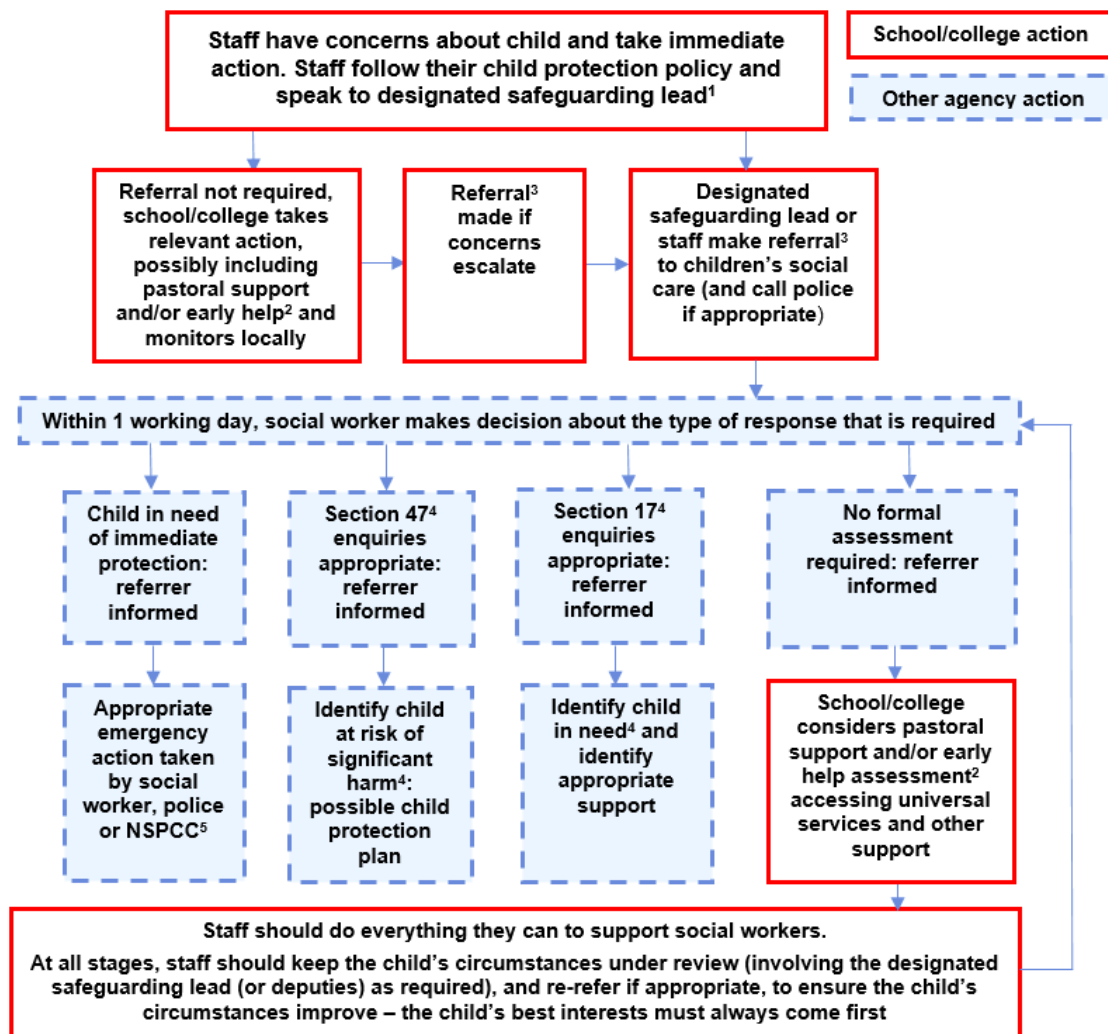 Staff have concerns about child and take immediate
action. Staff follow their child protection policy and
speak to designated safeguarding lead¹
School/college action
Other agency action
Referral not required,
school/college takes
relevant action,
possibly including
pastoral support
and/or early help² and
monitors locally
Referral³
made if
concerns
escalate
Designated
safeguarding lead or
staff make referral³
to children’s social
care (and call police
if appropriate)
Within 1 working day, social worker makes decision about the type of response that is required
Child in need
of immediate
protection:
referrer
informed
Section 47⁴
enquiries
appropriate:
referrer
informed
Section 17⁴
enquiries
appropriate:
referrer
informed
No formal
assessment
required: referrer
informed
Appropriate
emergency
action taken
by social
worker, police
or NSPCC⁵
Identify child
at risk of
significant
harm⁴:
possible child
protection
plan
Identify child
in need⁴ and
identify
appropriate
support
School/college
considers pastoral
support and/or early
help assessment²
accessing universal
services and other
support
Staff should do everything they can to support social workers.
At all stages, staff should keep the child’s circumstances under review (involving the designated
safeguarding lead (or deputies) as required), and re-refer if appropriate, to ensure the child’s
circumstances improve – the child’s best interests must always come first